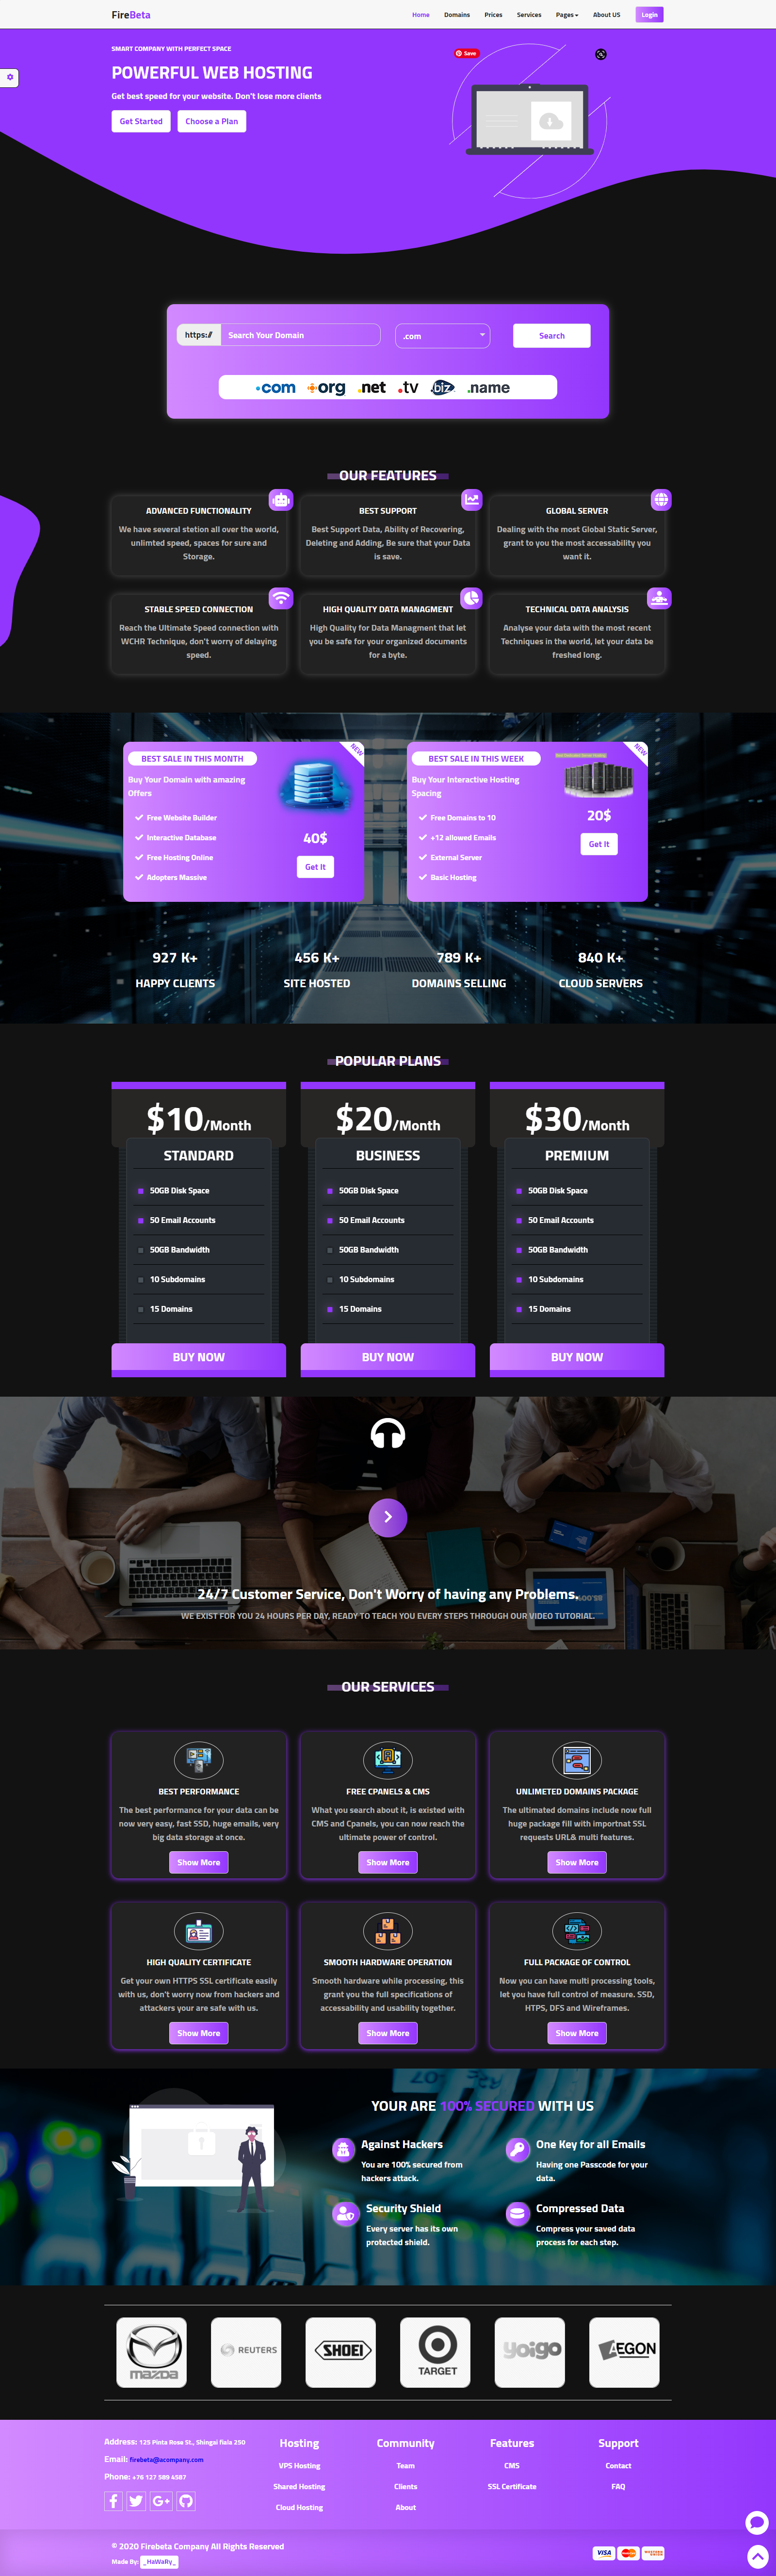 FireBeta
Home Domains Prices Services Pages About US Login
SMART COMPANY WITH PERFECT SPACE
POWERFUL WEB HOSTING
Get best speed for your website. Don't lose more clients
Get Started Choose a Plan
Save
https:// Search Your Domain .com Search
.com .org .net .tv .biz .name
OUR FEATURES
ADVANCED FUNCTIONALITY
We have several stetion all over the world,
unlimted speed, spaces for sure and
Storage.
BEST SUPPORT
Best Support Data, Ability of Recovering,
Deleting and Adding, Be sure that your Data
is save.
GLOBAL SERVER
Dealing with the most Global Static Server,
grant to you the most accessability you
want it.
STABLE SPEED CONNECTION
Reach the Ultimate Speed connection with
WCHR Technique, don't worry of delaying
speed.
HIGH QUALITY DATA MANAGMENT
High Quality for Data Managment that let
you be safe for your organized documents
for a byte.
TECHNICAL DATA ANALYSIS
Analyse your data with the most recent
Techniques in the world, let your data be
freshed long.
BEST SALE IN THIS MONTH
NEW
Buy Your Domain with amazing
Offers
Free Website Builder
Interactive Database
Free Hosting Online
Adopters Massive
40$
Get It
BEST SALE IN THIS WEEK
NEW
Buy Your Interactive Hosting
Spacing
Free Domains to 10
+12 allowed Emails
External Server
Basic Hosting
20$
Get It
927 K+ 456 K+ 789 K+ 840 K+
HAPPY CLIENTS SITE HOSTED DOMAINS SELLING CLOUD SERVERS
POPULAR PLANS
$10/Month
STANDARD
50GB Disk Space
50 Email Accounts
50GB Bandwidth
10 Subdomains
15 Domains
BUY NOW
$20/Month
BUSINESS
50GB Disk Space
50 Email Accounts
50GB Bandwidth
10 Subdomains
15 Domains
BUY NOW
$30/Month
PREMIUM
50GB Disk Space
50 Email Accounts
50GB Bandwidth
10 Subdomains
15 Domains
BUY NOW
24/7 Customer Service, Don't Worry of having any Problems.
WE EXIST FOR YOU 24 HOURS PER DAY, READY TO TEACH YOU EVERY STEPS THROUGH OUR VIDEO TUTORIAL.
OUR SERVICES
BEST PERFORMANCE
The best performance for your data can be
now very easy, fast SSD, huge emails, very
big data storage at once.
Show More
FREE CPANELS & CMS
What you search about it, is existed with
CMS and Cpanels, you can now reach the
ultimate power of control.
Show More
UNLIMETED DOMAINS PACKAGE
The ultimated domains include now full
huge package fill with importnat SSL
requests URL& multi features.
Show More
HIGH QUALITY CERTIFICATE
Get your own HTTPS SSL certificate easily
with us, don't worry now from hackers and
attackers your are safe with us.
Show More
SMOOTH HARDWARE OPERATION
Smooth hardware while processing, this
grant you the full specifications of
accessability and usability together.
Show More
FULL PACKAGE OF CONTROL
Now you can have multi processing tools,
let you have full control of measure. SSD,
HTPS, DFS and Wireframes.
Show More
YOUR ARE 100% SECURED WITH US
Against Hackers
You are 100% secured from
hackers attack.
One Key for all Emails
Having one Passcode for your
data.
Security Shield
Every server has its own
protected shield.
Compressed Data
Compress your saved data
process for each step.
mazda REUTERS SHOEI TARGET yoigo AEGON
Address: 125 Pinta Rose St., Shingai fisia 250
Email: firebeta@acompany.com
Phone: +76 127 589 4587
Hosting
VPS Hosting
Shared Hosting
Cloud Hosting
Community
Team
Clients
About
Features
CMS
SSL Certificate
Support
Contact
FAQ
© 2020 Firebeta Company All Rights Reserved
Made By: _HaWaRy_
VISA MasterCard WESTERN UNION